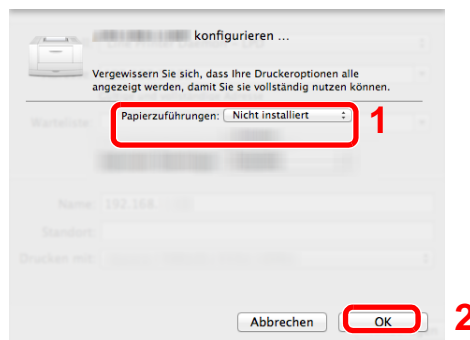 konfigurieren ...
Vergewissern Sie sich, dass Ihre Druckeroptionen alle
angezeigt werden, damit Sie sie vollständig nutzen können.
Papierzuführungen: Nicht installiert
1
Warteliste:
Name: 192.168.
Standort:
Drucken mit:
Abbrechen OK
2